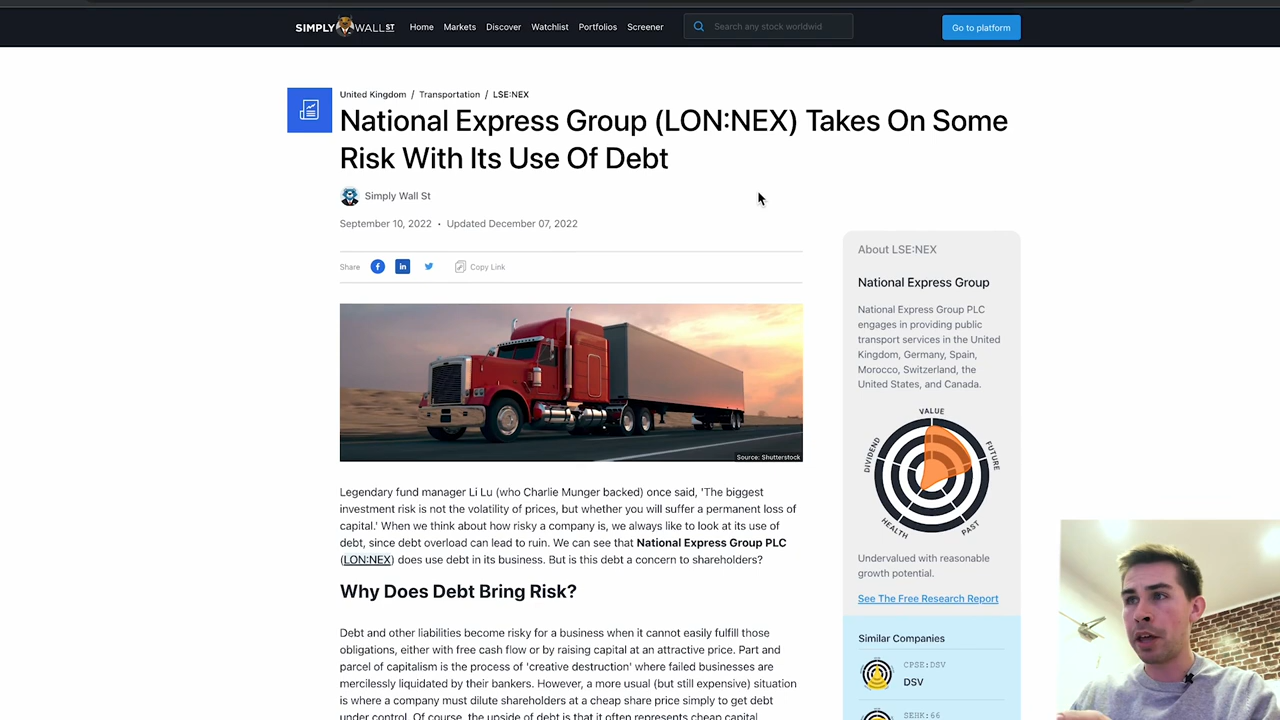 SIMPLY WALL ST
Home Markets Discover Watchlist Portfolios Screener
Search any stock worldwid
Go to platform
United Kingdom / Transportation / LSE:NEX
National Express Group (LON:NEX) Takes On Some
Risk With Its Use Of Debt
Simply Wall St
September 10, 2022 • Updated December 07, 2022
Share
Copy Link
Source: Shutterstock
Legendary fund manager Li Lu (who Charlie Munger backed) once said, 'The biggest
investment risk is not the volatility of prices, but whether you will suffer a permanent loss of
capital.' When we think about how risky a company is, we always like to look at its use of
debt, since debt overload can lead to ruin. We can see that National Express Group PLC
(LON:NEX) does use debt in its business. But is this debt a concern to shareholders?
Why Does Debt Bring Risk?
Debt and other liabilities become risky for a business when it cannot easily fulfill those
obligations, either with free cash flow or by raising capital at an attractive price. Part and
parcel of capitalism is the process of 'creative destruction' where failed businesses are
mercilessly liquidated by their bankers. However, a more usual (but still expensive) situation
is where a company must dilute shareholders at a cheap share price simply to get debt
under control. Of course, the upside of debt is that it often represents cheap capital,
About LSE:NEX
National Express Group
National Express Group PLC
engages in providing public
transport services in the United
Kingdom, Germany, Spain,
Morocco, Switzerland, the
United States, and Canada.
VALUE
FUTURE
PAST
HEALTH
DIVIDEND
Undervalued with reasonable
growth potential.
See The Free Research Report
Similar Companies
CPSE:DSV
DSV
SEHK:66